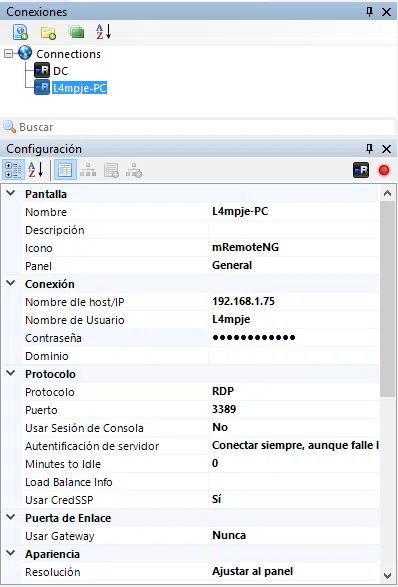 Conexiones
Connections
DC
L4mpje-PC
Buscar
Configuración
Pantalla
Nombre L4mpje-PC
Descripción
Icono mRemoteNG
Panel General
Conexión
Nombre dle host/IP 192.168.1.75
Nombre de Usuario L4mpje
Contraseña ●●●●●●●●●●●●
Dominio
Protocolo
Protocolo RDP
Puerto 3389
Usar Sesión de Consola No
Autentificación de servidor Conectar siempre, aunque falle l
Minutes to Idle 0
Load Balance Info
Usar CredSSP Sí
Puerta de Enlace
Usar Gateway Nunca
Apariencia
Resolución Ajustar al panel